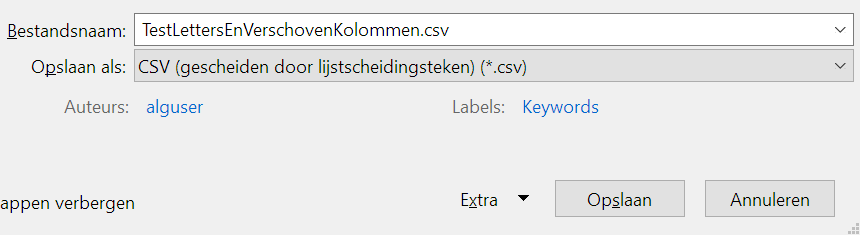 Bestandsnaam: TestLettersEnVerschovenKolommen.csv
Opslaan als: CSV (gescheiden door lijstscheidingsteken) (*.csv)
Auteurs: alguser Labels: Keywords
appen verbergen Extra Opslaan Annuleren